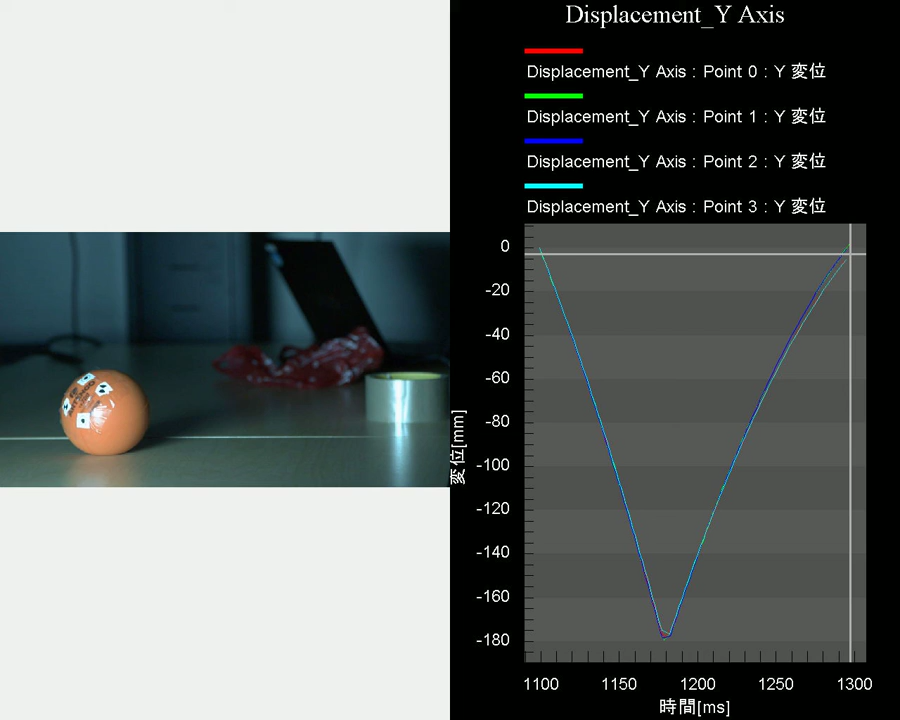 Displacement_Y Axis
Displacement_Y Axis : Point 0 : Y 変位
Displacement_Y Axis : Point 1 : Y 変位
Displacement_Y Axis : Point 2 : Y 変位
Displacement_Y Axis : Point 3 : Y 変位
0
-20
-40
-60
-80
-100
-120
-140
-160
-180
変位[mm]
1100 1150 1200 1250 1300
時間[ms]